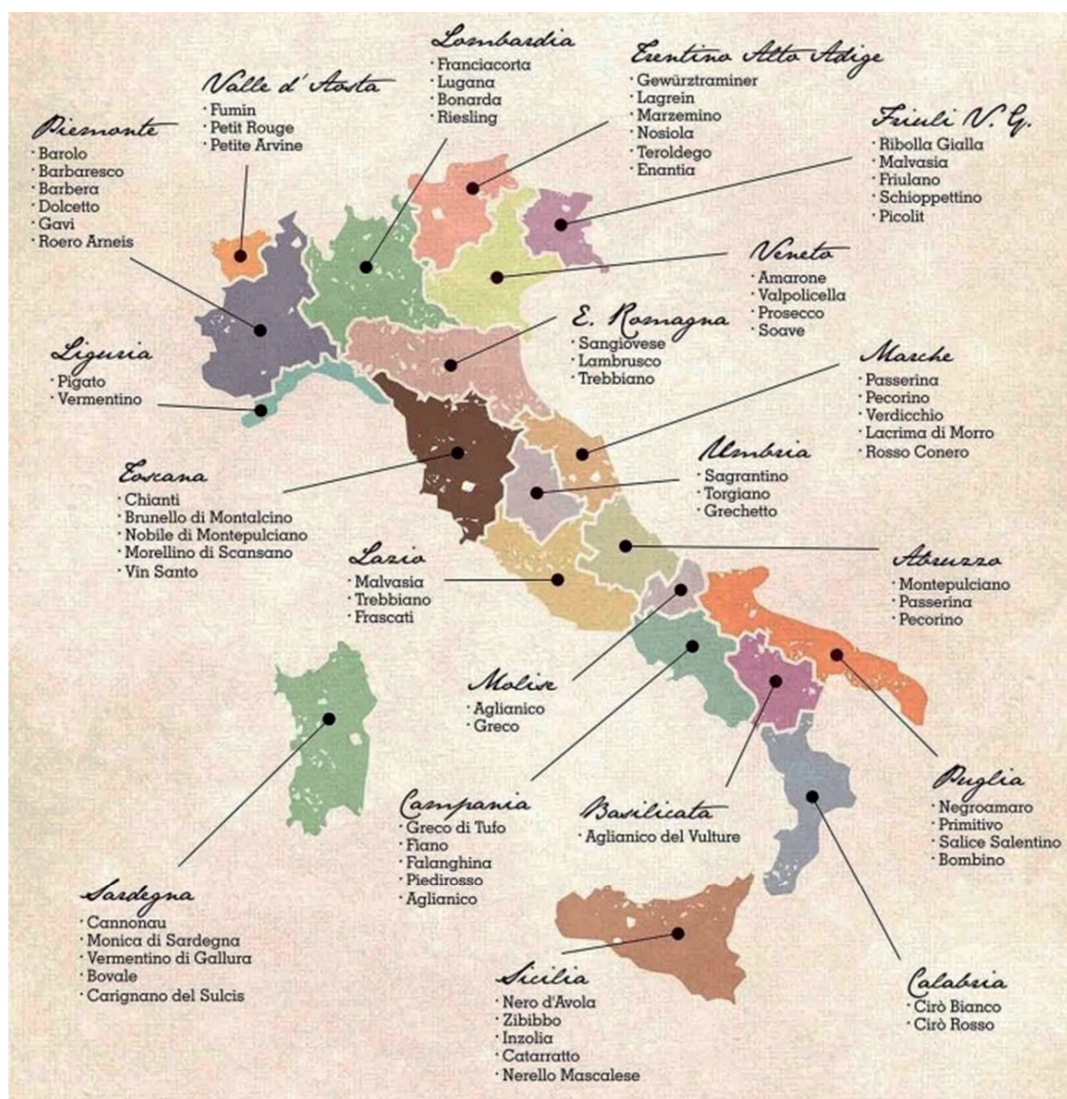 Lombardia
· Franciacorta
· Lugana
· Bonarda
· Riesling
Trentino Alto Adige
· Gewürztraminer
· Lagrein
· Marzemino
· Nosiola
· Teroldego
· Enantia
Valle d'Aosta
· Fumin
· Petit Rouge
· Petite Arvine
Friuli V. G.
· Ribolla Gialla
· Malvasia
· Friulano
· Schioppettino
· Picolit
Piemonte
· Barolo
· Barbaresco
· Barbera
· Dolcetto
· Gavi
· Roero Arneis
Veneto
· Amarone
· Valpolicella
· Prosecco
· Soave
E. Romagna
· Sangiovese
· Lambrusco
· Trebbiano
Liguria
· Pigato
· Vermentino
Marche
· Passerina
· Pecorino
· Verdicchio
· Lacrima di Morro
· Rosso Conero
Umbria
· Sagrantino
· Torgiano
· Grechetto
Toscana
· Chianti
· Brunello di Montalcino
· Nobile di Montepulciano
· Morellino di Scansano
· Vin Santo
Lazio
· Malvasia
· Trebbiano
· Frascati
Abruzzo
· Montepulciano
· Passerina
· Pecorino
Molise
· Aglianico
· Greco
Puglia
· Negroamaro
· Primitivo
· Salice Salentino
· Bombino
Campania
· Greco di Tufo
· Fiano
· Falanghina
· Piedirosso
· Aglianico
Basilicata
· Aglianico del Vulture
Sardegna
· Cannonau
· Monica di Sardegna
· Vermentino di Gallura
· Bovale
· Carignano del Sulcis
Sicilia
· Nero d'Avola
· Zibibbo
· Inzolia
· Catarratto
· Nerello Mascalese
Calabria
· Cirò Bianco
· Cirò Rosso